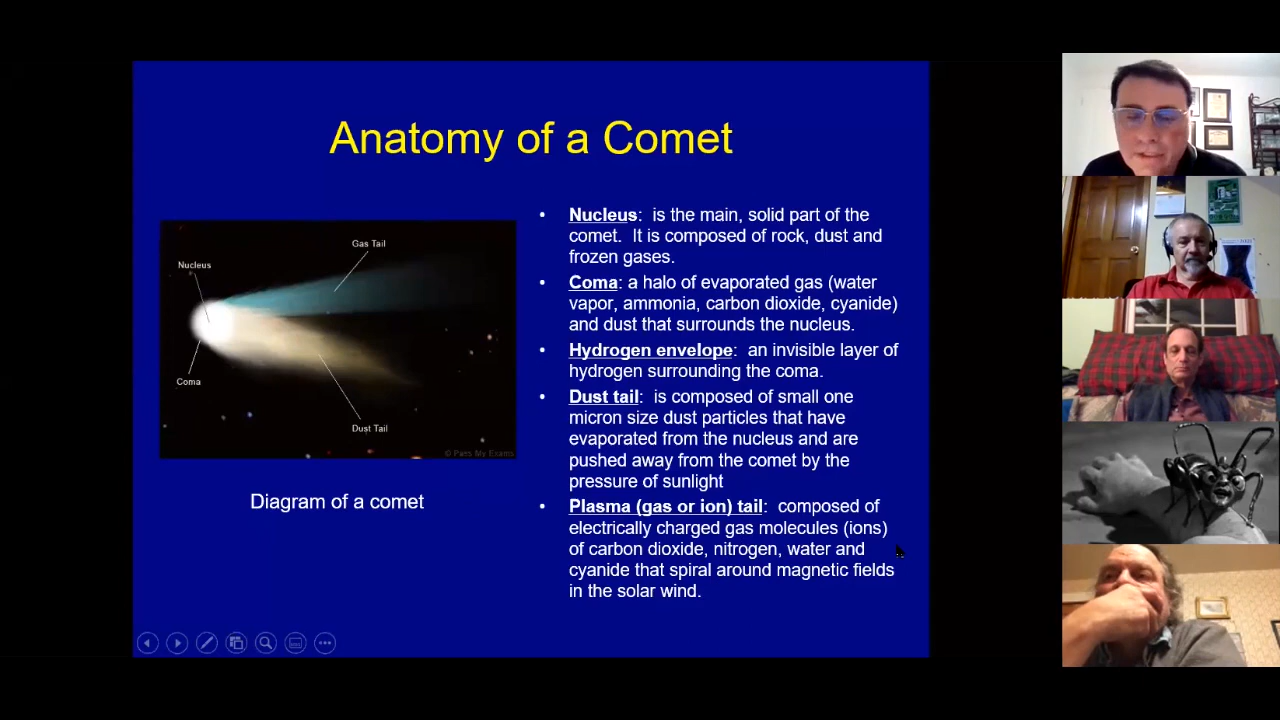 Anatomy of a Comet
Gas Tail
Nucleus
Coma
Dust Tail
© Pass My Exams
Diagram of a comet
• Nucleus: is the main, solid part of the
comet. It is composed of rock, dust and
frozen gases.
• Coma: a halo of evaporated gas (water
vapor, ammonia, carbon dioxide, cyanide)
and dust that surrounds the nucleus.
• Hydrogen envelope: an invisible layer of
hydrogen surrounding the coma.
• Dust tail: is composed of small one
micron size dust particles that have
evaporated from the nucleus and are
pushed away from the comet by the
pressure of sunlight
• Plasma (gas or ion) tail: composed of
electrically charged gas molecules (ions)
of carbon dioxide, nitrogen, water and
cyanide that spiral around magnetic fields
in the solar wind.